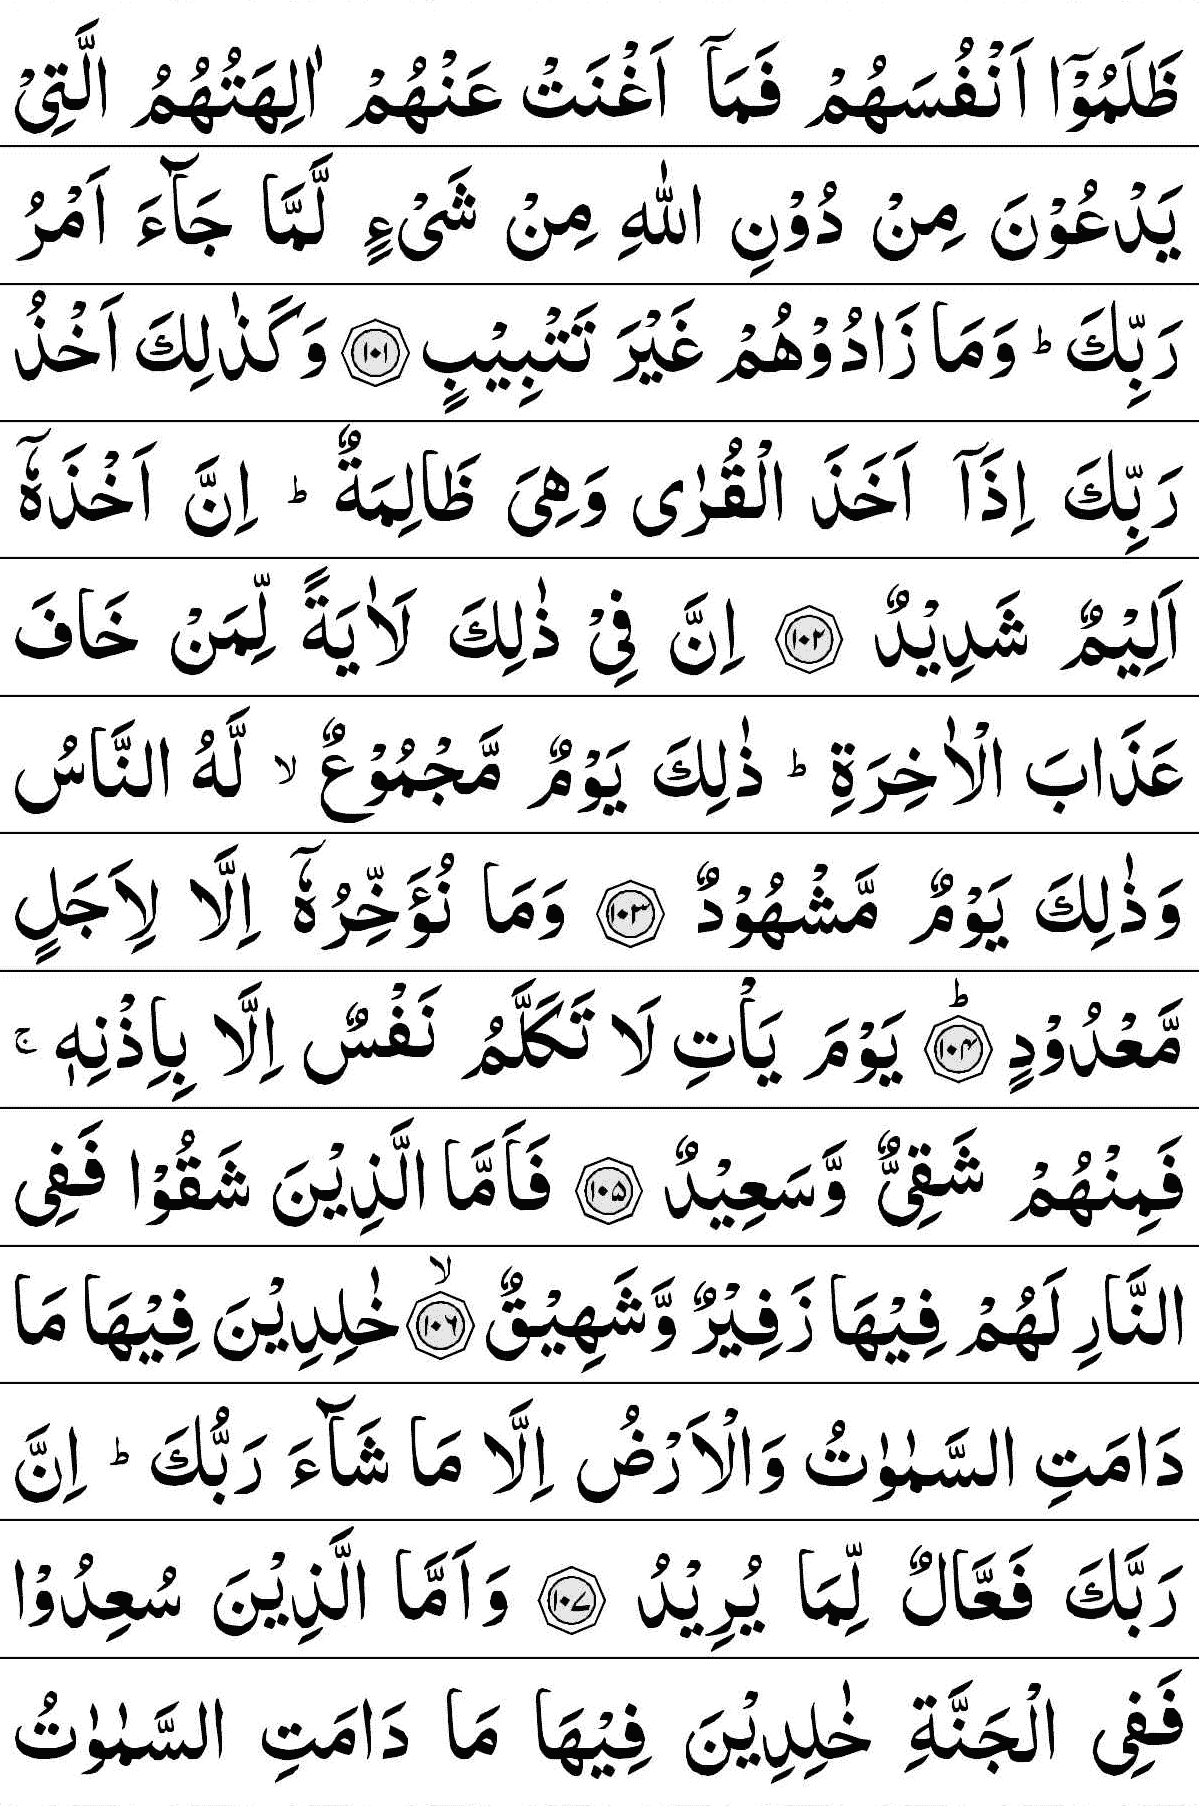 ظَلَمُوْۤا اَنْفُسَهُمْ فَمَاۤ اَغْنَتْ عَنْهُمْ اٰلِهَتُهُمُ الَّتِیْ
یَدْعُوْنَ مِنْ دُوْنِ اللّٰهِ مِنْ شَیْءٍ لَّمَّا جَآءَ اَمْرُ
رَبِّكَ ؕ وَمَا زَادُوْهُمْ غَیْرَ تَتْبِیْبٍ ﴿۱۰۱﴾ وَكَذٰلِكَ اَخْذُ
رَبِّكَ اِذَاۤ اَخَذَ الْقُرٰی وَهِیَ ظَالِمَةٌ ؕ اِنَّ اَخْذَهٗۤ
اَلِیْمٌ شَدِیْدٌ ﴿۱۰۲﴾ اِنَّ فِیْ ذٰلِكَ لَاٰیَةً لِّمَنْ خَافَ
عَذَابَ الْاٰخِرَةِ ؕ ذٰلِكَ یَوْمٌ مَّجْمُوْعٌ ۙ لَّهُ النَّاسُ
وَذٰلِكَ یَوْمٌ مَّشْهُوْدٌ ﴿۱۰۳﴾ وَمَا نُؤَخِّرُهٗۤ اِلَّا لِاَجَلٍ
مَّعْدُوْدٍ ؕ﴿۱۰۴﴾ یَوْمَ یَاْتِ لَا تَكَلَّمُ نَفْسٌ اِلَّا بِاِذْنِهٖ ۚ
فَمِنْهُمْ شَقِیٌّ وَّسَعِیْدٌ ﴿۱۰۵﴾ فَاَمَّا الَّذِیْنَ شَقُوْا فَفِی
النَّارِ لَهُمْ فِیْهَا زَفِیْرٌ وَّشَهِیْقٌ ۙ﴿۱۰۶﴾ خٰلِدِیْنَ فِیْهَا مَا
دَامَتِ السَّمٰوٰتُ وَالْاَرْضُ اِلَّا مَا شَآءَ رَبُّكَ ؕ اِنَّ
رَبَّكَ فَعَّالٌ لِّمَا یُرِیْدُ ﴿۱۰۷﴾ وَاَمَّا الَّذِیْنَ سُعِدُوْا
فَفِی الْجَنَّةِ خٰلِدِیْنَ فِیْهَا مَا دَامَتِ السَّمٰوٰتُ